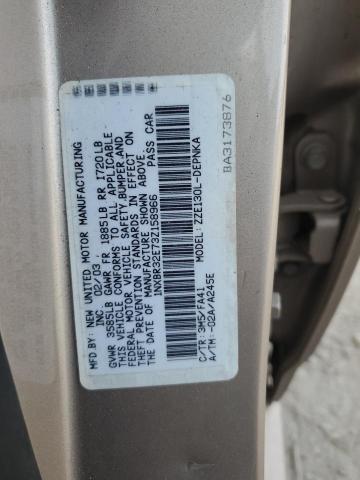 MFD.BY: NEW UNITED MOTOR MANUFACTURING
INC. 02/03
GVWR 3585LB GAWR FR 1885LB RR 1720LB
THIS VEHICLE CONFORMS TO ALL APPLICABLE
FEDERAL MOTOR VEHICLE SAFETY,BUMPER,AND
THEFT PREVENTION STANDARDS IN EFFECT ON
THE DATE OF MANUFACTURE SHOWN ABOVE.
1NXBR32E73Z158966 PASS CAR
MODEL: ZZE130L-DEPNKA
C/TR: 3M5/FA41
A/TM: -02A/A245E
BA3173876